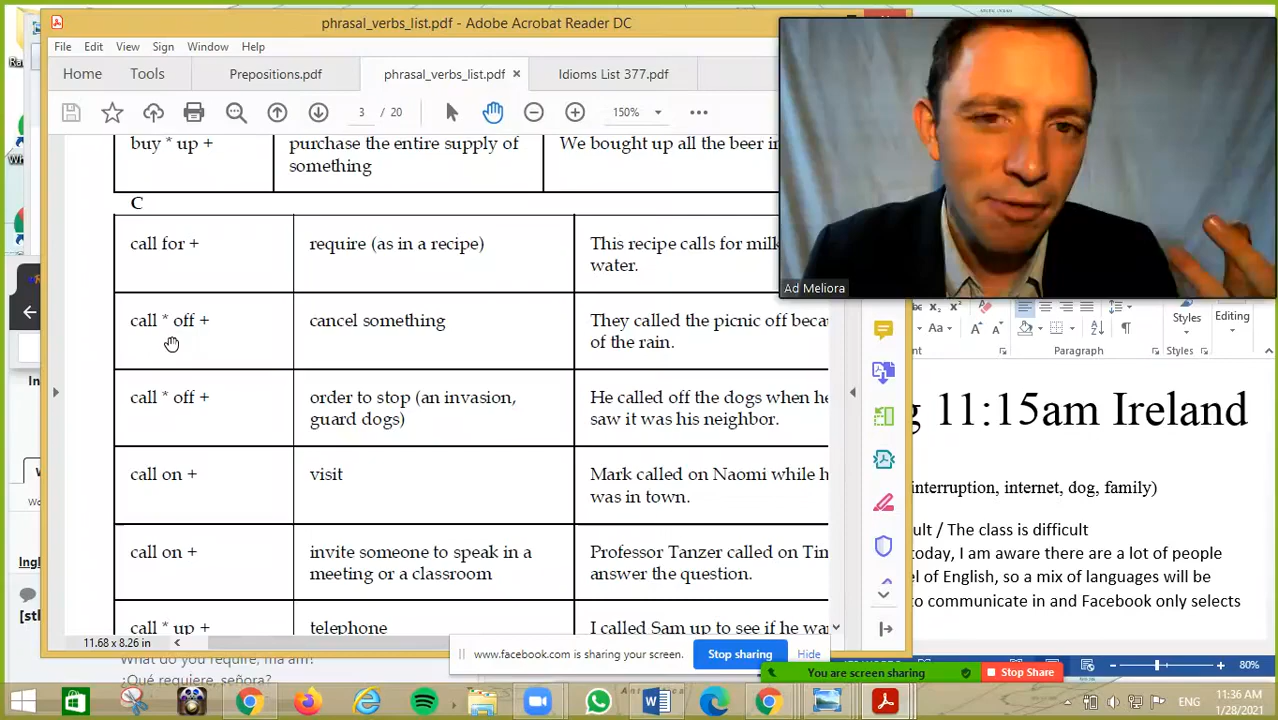 phrasal_verbs_list.pdf - Adobe Acrobat Reader DC
File Edit View Sign Window Help
Home Tools Prepositions.pdf phrasal_verbs_list.pdf × Idioms List 377.pdf
3 / 20 150%
buy * up + purchase the entire supply of We bought up all the beer in
something
C
call for + require (as in a recipe) This recipe calls for milk
water.
call * off + cancel something They called the picnic off beca
of the rain.
call * off + order to stop (an invasion, He called off the dogs when he
guard dogs) saw it was his neighbor.
call on + visit Mark called on Naomi while h
was in town.
call on + invite someone to speak in a Professor Tanzer called on Tim
meeting or a classroom answer the question.
call * up + telephone I called Sam up to see if he wa
11.68 x 8.26 in
Ad Meliora
Aa
Styles Editing
Paragraph Styles
g 11:15am Ireland
interruption, internet, dog, family)
ult / The class is difficult
today, I am aware there are a lot of people
el of English, so a mix of languages will be
to communicate in and Facebook only selects
www.facebook.com is sharing your screen. Stop sharing Hide
What do you require, ma'am?
¿Qué requiere, señora?
You are screen sharing Stop Share
80%
ENG
11:36 AM
1/28/2021